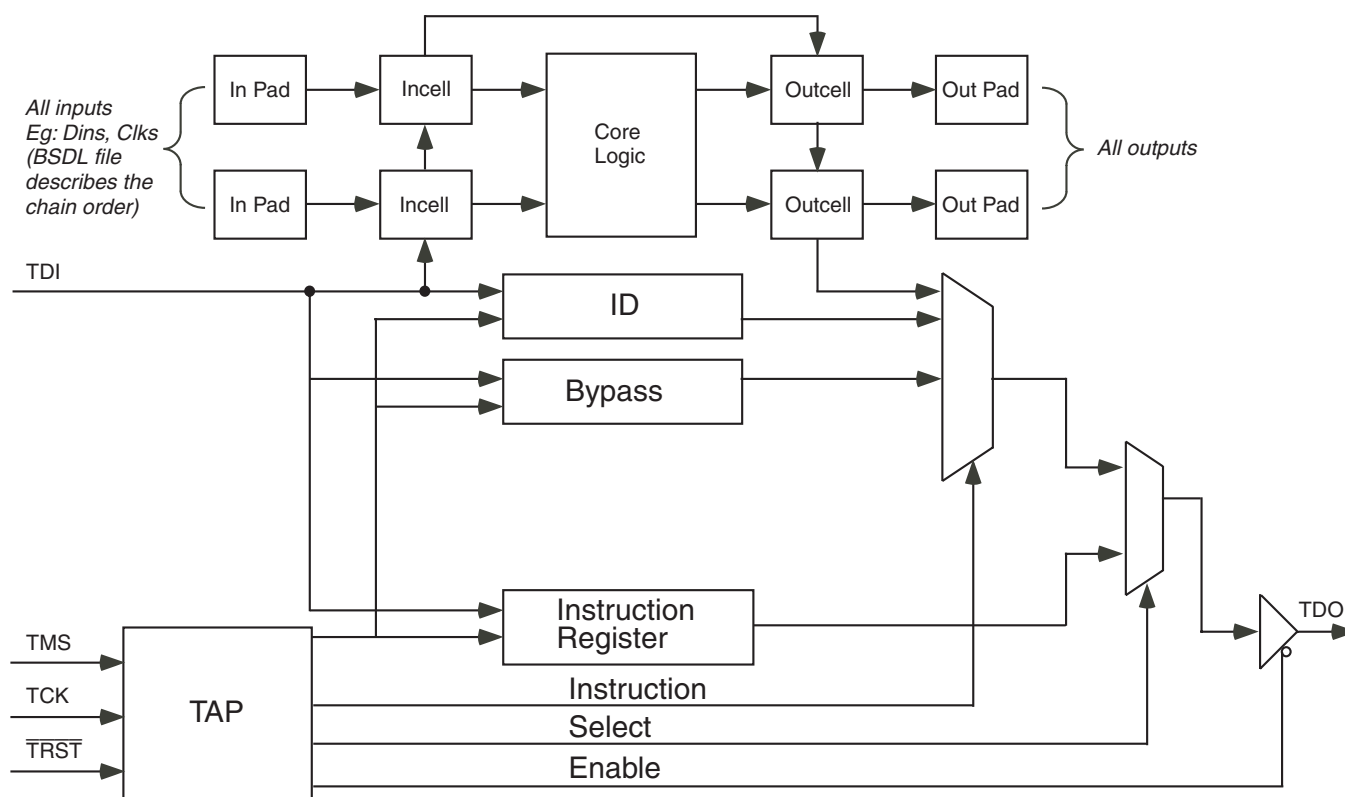 All inputs
Eg: Dins, Clks
(BSDL file
describes the
chain order)
In Pad
Incell
Core
Logic
Outcell
Out Pad
All outputs
In Pad
Incell
Outcell
Out Pad
TDI
ID
Bypass
Instruction
Register
TMS
TCK
T̅R̅S̅T̅
TAP
Instruction
Select
Enable
TDO